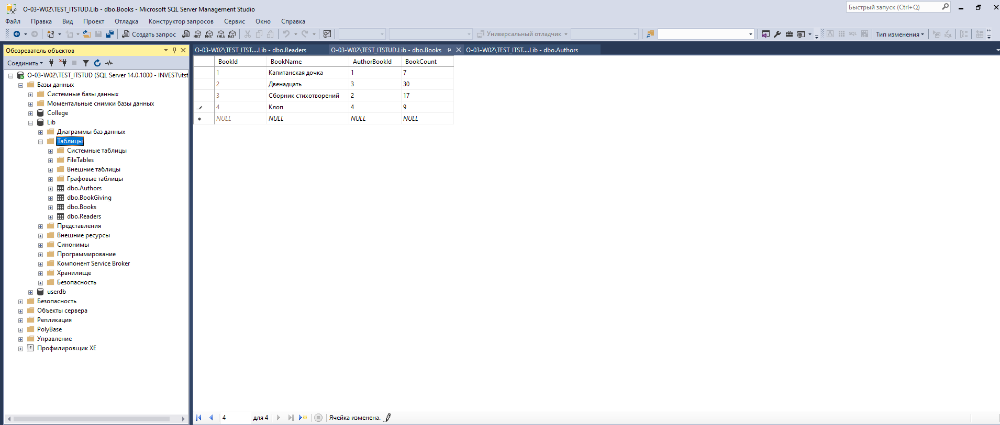 O-03-W02\TEST_ITSTUD.Lib - dbo.Books - Microsoft SQL Server Management Studio
Быстрый запуск (Ctrl+Q)
Файл Правка Вид Проект Отладка Конструктор запросов Сервис Окно Справка
Создать запрос MDX DMX XMLA DAX Универсальный отладчик SQL Тип изменения SQL
Обозреватель объектов
O-03-W02\TEST_ITST....Lib - dbo.Readers O-03-W02\TEST_ITSTUD.Lib - dbo.Books O-03-W02\TEST_ITST....Lib - dbo.Authors
Соединить
O-03-W02\TEST_ITSTUD (SQL Server 14.0.1000 - INVEST\itst
Базы данных
Системные базы данных
Моментальные снимки базы данных
College
Lib
Диаграммы баз данных
Таблицы
Системные таблицы
FileTables
Внешние таблицы
Графовые таблицы
dbo.Authors
dbo.BookGiving
dbo.Books
dbo.Readers
Представления
Внешние ресурсы
Синонимы
Программирование
Компонент Service Broker
Хранилище
Безопасность
userdb
Безопасность
Объекты сервера
Репликация
PolyBase
Управление
Профилировщик XE
BookId BookName AuthorBookId BookCount
1 Капитанская дочка 1 7
2 Двенадцать 3 30
3 Сборник стихотворений 2 17
4 Клоп 4 9
NULL NULL NULL NULL
4 для 4 Ячейка изменена.